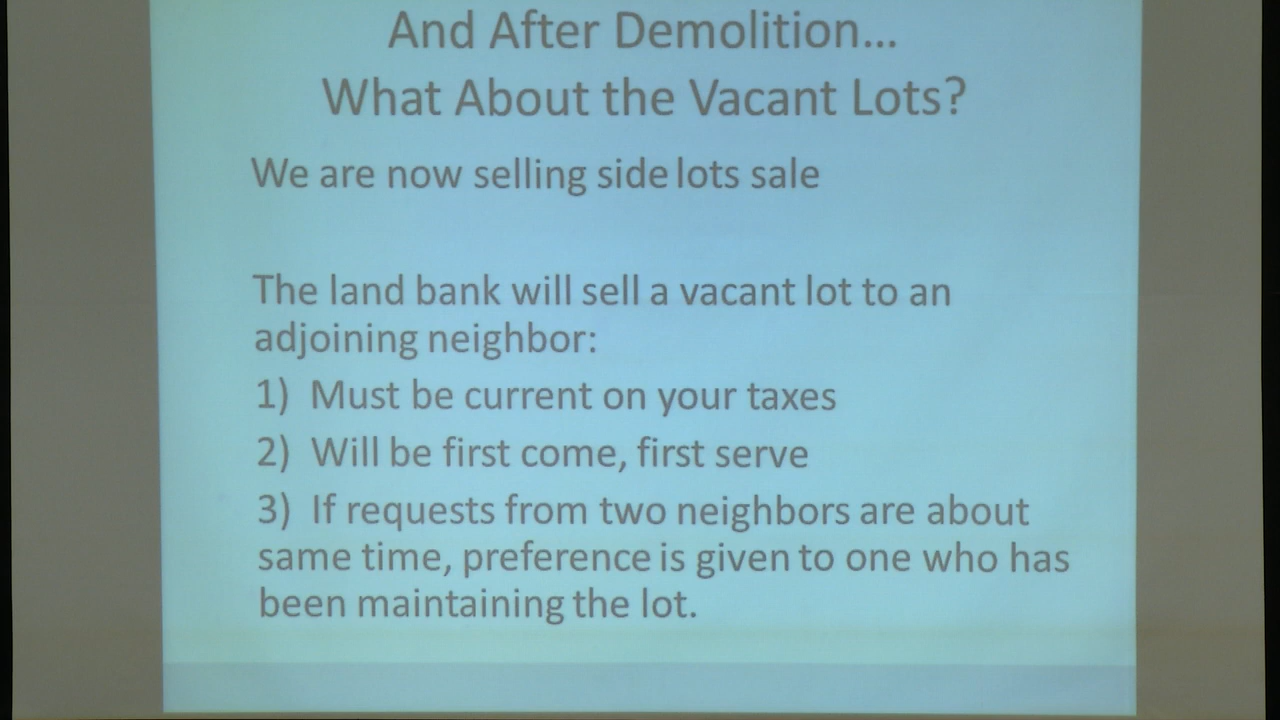 And After Demolition...
What About the Vacant Lots?
We are now selling side lots sale
The land bank will sell a vacant lot to an
adjoining neighbor:
1) Must be current on your taxes
2) Will be first come, first serve
3) If requests from two neighbors are about
same time, preference is given to one who has
been maintaining the lot.